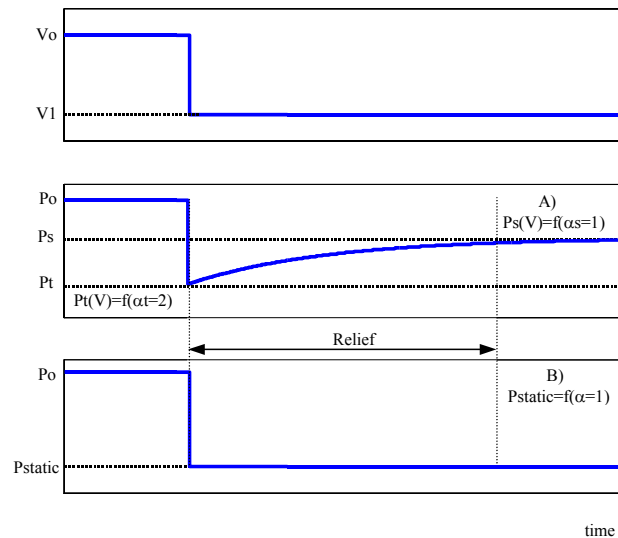 Vo
V1
Po
A)
Ps(V)=f(αs=1)
Ps
Pt
Pt(V)=f(αt=2)
Relief
Po
B)
Pstatic=f(α=1)
Pstatic
time